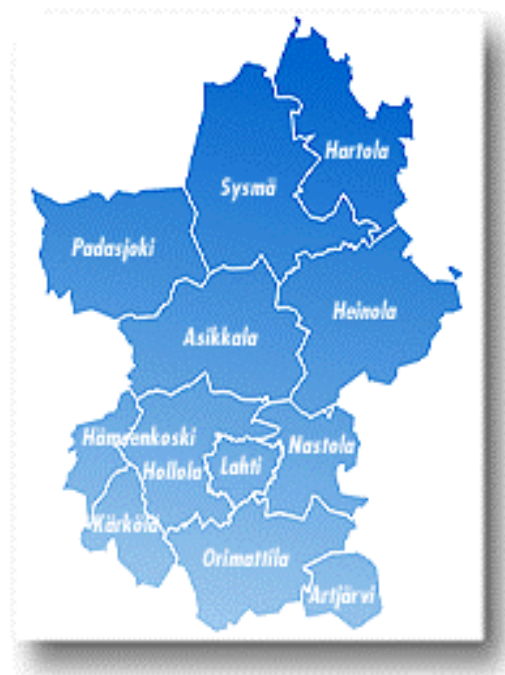 Hartola
Sysmä
Padasjoki
Heinola
Asikkala
Hämeenkoski
Nastola
Hollola
Lahti
Kärkölä
Orimattila
Artjärvi